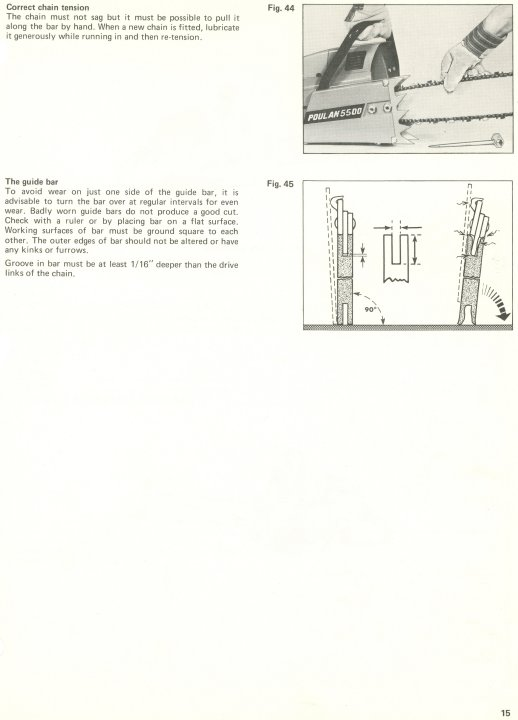 Correct chain tension
The chain must not sag but it must be possible to pull it
along the bar by hand. When a new chain is fitted, lubricate
it generously while running in and then re-tension.
Fig. 44
POULAN 5500
The guide bar
To avoid wear on just one side of the guide bar, it is
advisable to turn the bar over at regular intervals for even
wear. Badly worn guide bars do not produce a good cut.
Check with a ruler or by placing bar on a flat surface.
Working surfaces of bar must be ground square to each
other. The outer edges of bar should not be altered or have
any kinks or furrows.
Groove in bar must be at least 1/16" deeper than the drive
links of the chain.
Fig. 45
90°
15